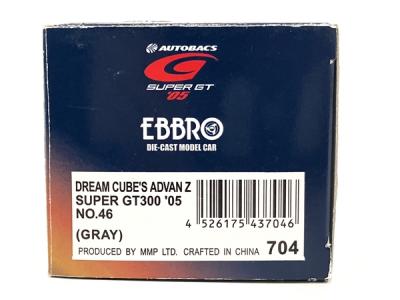 AUTOBACS
G
SUPER GT
'05
EBBRO
DIE-CAST MODEL CAR
DREAM CUBE'S ADVAN Z
SUPER GT300 '05
NO.46
4 526175 437046
(GRAY)
PRODUCED BY MMP LTD. CRAFTED IN CHINA 704